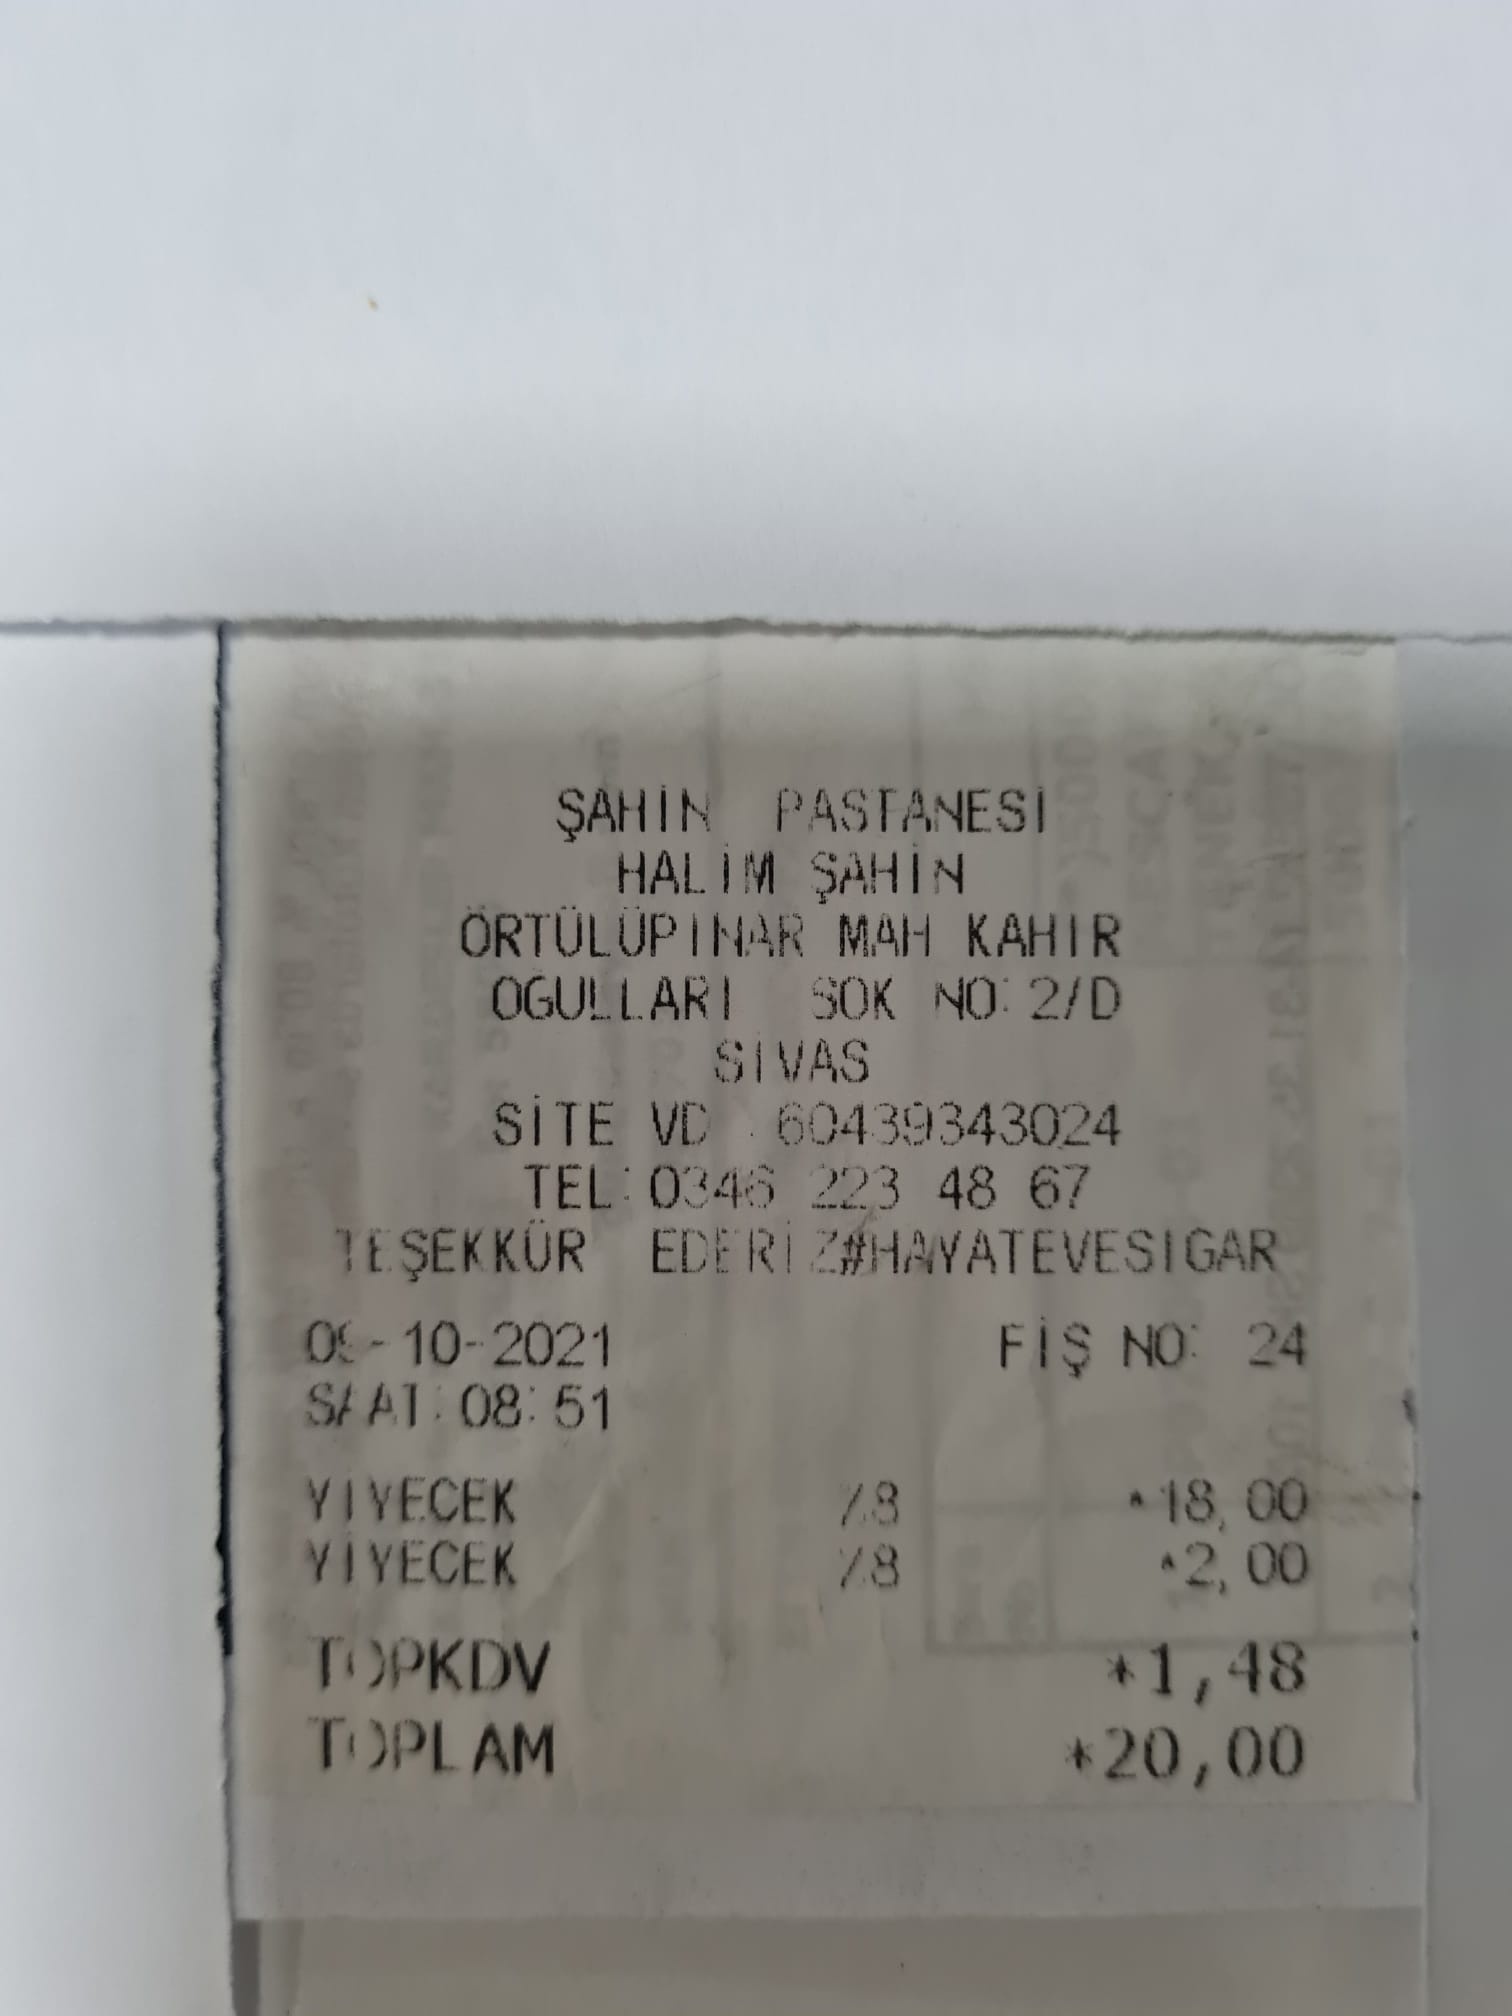 ŞAHİN PASTANESİ
HALİM ŞAHİN
ÖRTÜLÜPINAR MAH KAHIR
OĞULLARI SOK NO:2/D
SİVAS
SİTE VD : 60439343024
TEL:0346 223 48 67
TEŞEKKÜR EDERİZ#HAYATEVESIGAR
09-10-2021 FİŞ NO: 24
SAAT:08:51
YİYECEK %8 *18,00
YİYECEK %8 *2,00
TOPKDV *1,48
TOPLAM *20,00